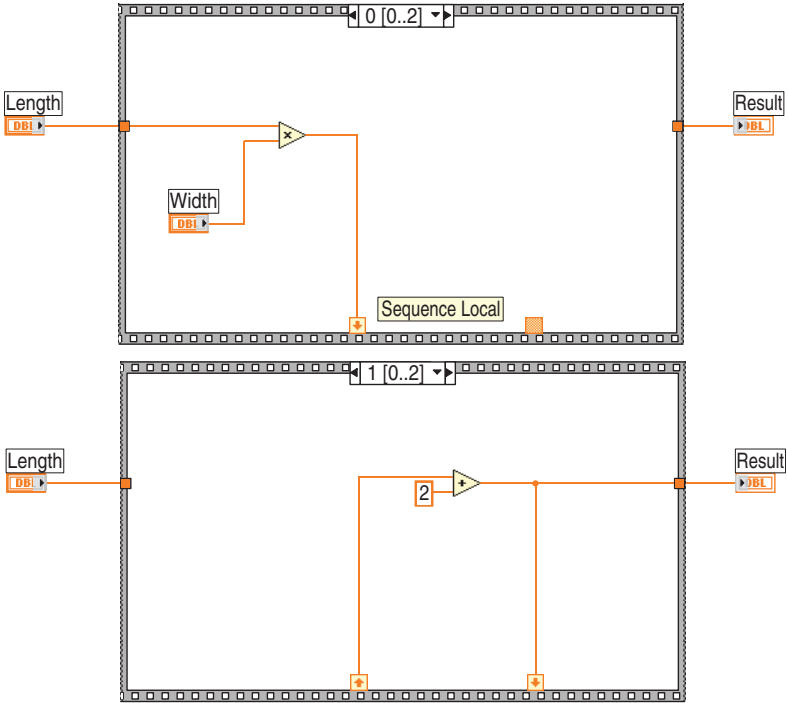 0 [0..2]
Length
DBL
Result
DBL
×
Width
DBL
Sequence Local
1 [0..2]
Length
DBL
Result
DBL
2
+